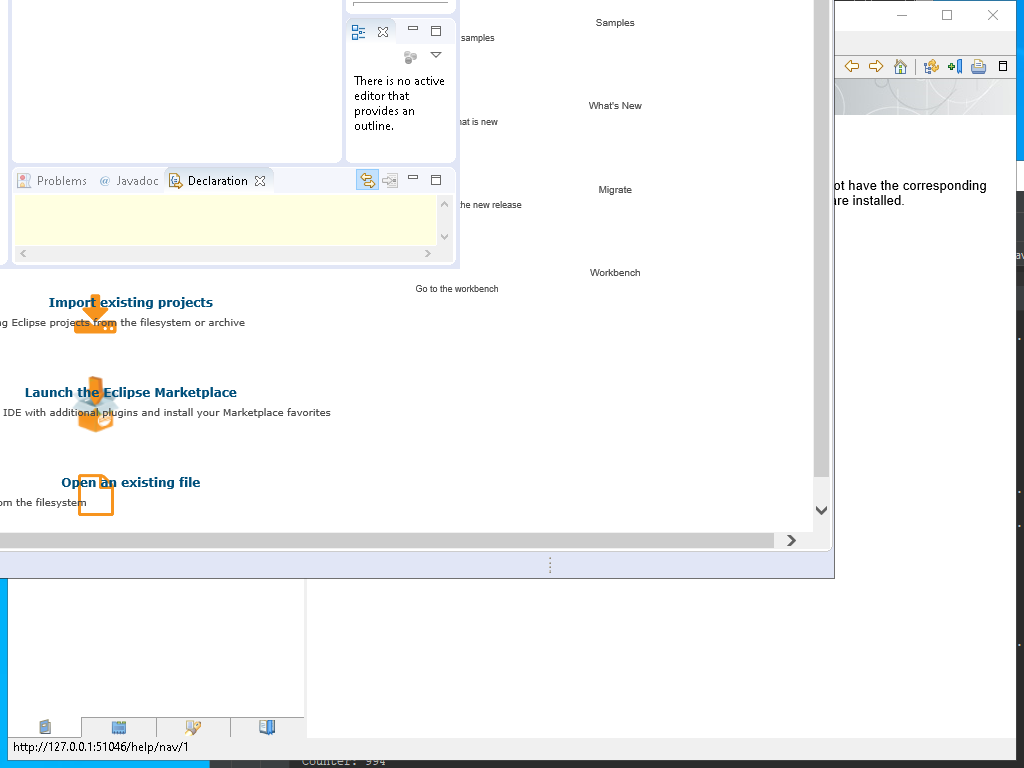 Samples
samples
There is no active
editor that
provides an
outline.
What's New
at is new
Problems
@ Javadoc
Declaration
Migrate
the new release
ot have the corresponding
are installed.
Workbench
Go to the workbench
Import existing projects
ng Eclipse projects from the filesystem or archive
Launch the Eclipse Marketplace
IDE with additional plugins and install your Marketplace favorites
Open an existing file
om the filesystem
http://127.0.0.1:51046/help/nav/1
Counter: 994